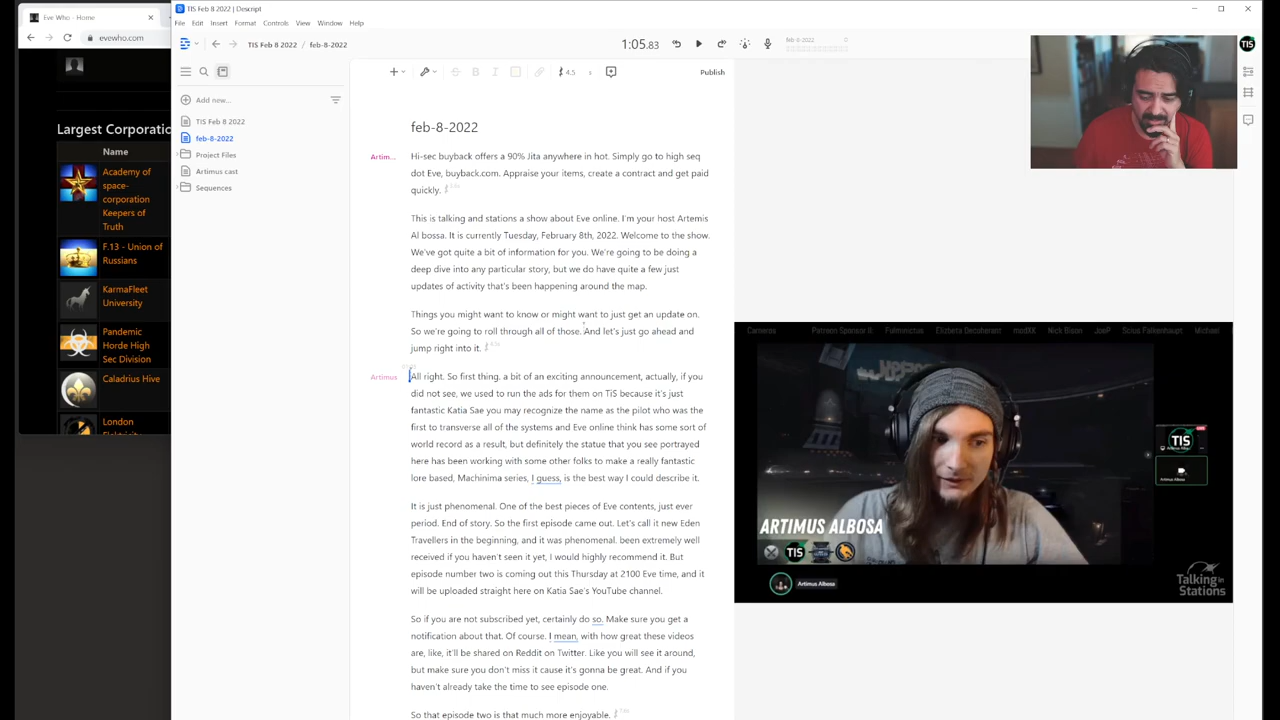 Eve Who - Home
evewho.com
Largest Corporatio
Name
Academy of
space-
corporation
Keepers of
Truth
F.13 - Union of
Russians
KarmaFleet
University
Pandemic
Horde High
Sec Division
Caladrius Hive
London
TIS Feb 8 2022 | Descript
File Edit Insert Format Controls View Window Help
TIS Feb 8 2022 / feb-8-2022
1:05.83
Publish
4.5
Add new...
TIS Feb 8 2022
feb-8-2022
Project Files
Artimus cast
Sequences
feb-8-2022
Artim...
Hi-sec buyback offers a 90% Jita anywhere in hot. Simply go to high seq
dot Eve, buyback.com. Appraise your items, create a contract and get paid
quickly.
This is talking and stations a show about Eve online. I'm your host Artemis
Al bossa. It is currently Tuesday, February 8th, 2022. Welcome to the show.
We've got quite a bit of information for you. We're going to be doing a
deep dive into any particular story, but we do have quite a few just
updates of activity that's been happening around the map.
Things you might want to know or might want to just get an update on.
So we're going to roll through all of those. And let's just go ahead and
jump right into it.
Artimus
All right. So first thing. a bit of an exciting announcement, actually, if you
did not see, we used to run the ads for them on TiS because it's just
fantastic Katia Sae you may recognize the name as the pilot who was the
first to transverse all of the systems and Eve online think has some sort of
world record as a result, but definitely the statue that you see portrayed
here has been working with some other folks to make a really fantastic
lore based, Machinima series, I guess, is the best way I could describe it.
It is just phenomenal. One of the best pieces of Eve contents, just ever
period. End of story. So the first episode came out. Let's call it new Eden
Travellers in the beginning, and it was phenomenal. been extremely well
received if you haven't seen it yet, I would highly recommend it. But
episode number two is coming out this Thursday at 2100 Eve time, and it
will be uploaded straight here on Katia Sae's YouTube channel.
So if you are not subscribed yet, certainly do so. Make sure you get a
notification about that. Of course. I mean, with how great these videos
are, like, it'll be shared on Reddit on Twitter. Like you will see it around,
but make sure you don't miss it cause it's gonna be great. And if you
haven't already take the time to see episode one.
So that episode two is that much more enjoyable.
TIS
Cameras Patreon Sponsor Fulminictus Elizibeta Decoherant modXX Nick Bison JoeP Scius Falkenhaupt Michael
TIS
ARTIMUS ALBOSA
TIS
Artimus Albosa
Talking in
Stations